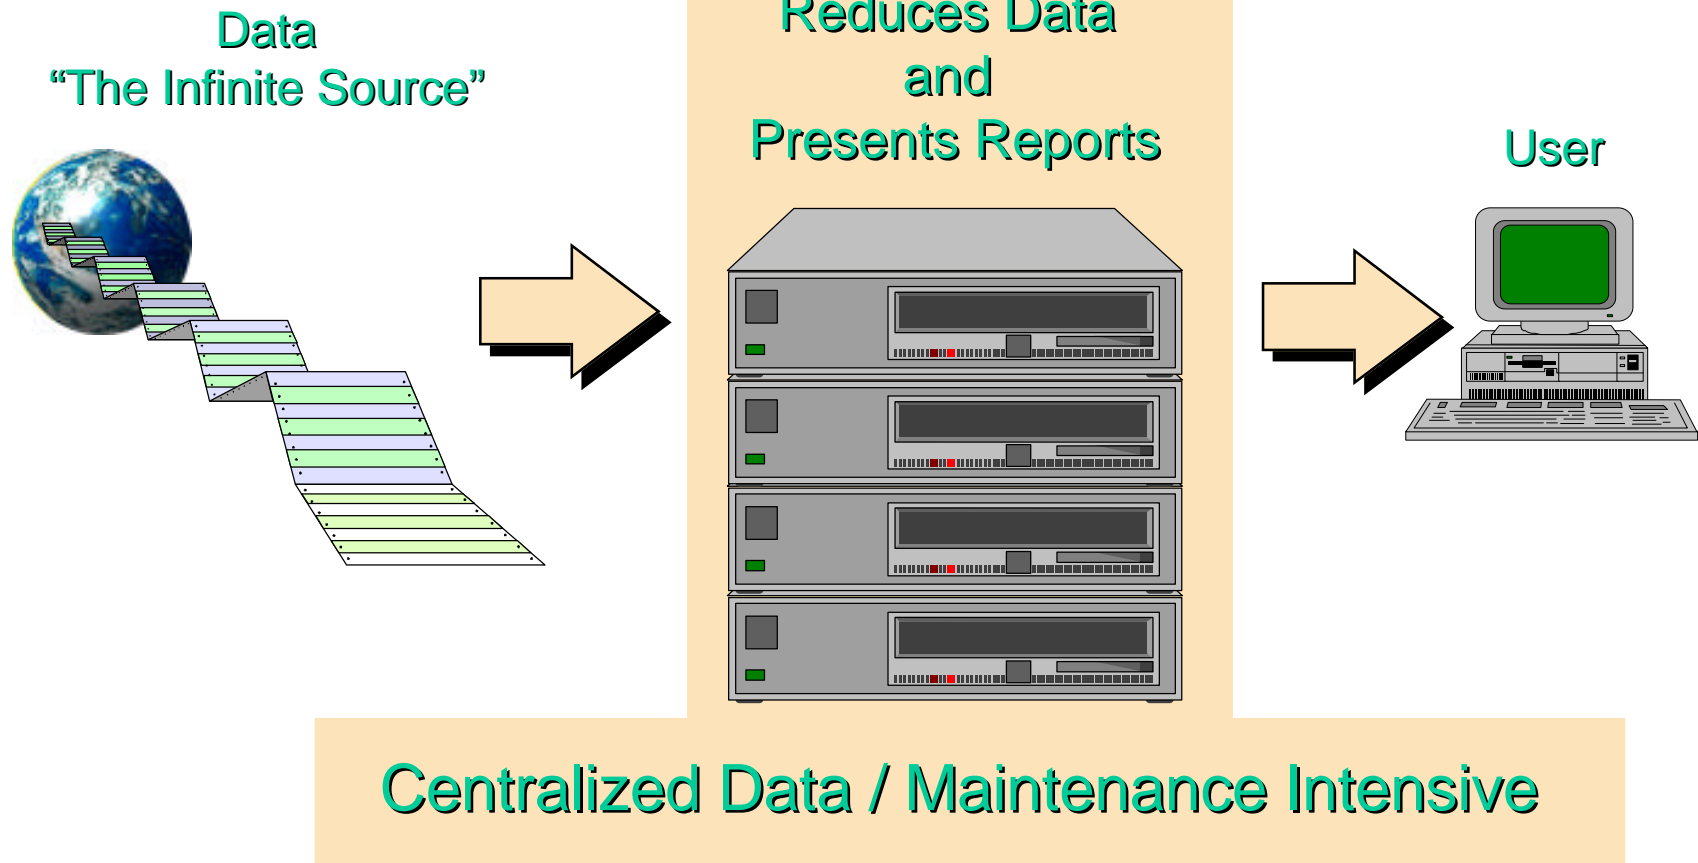 Data
“The Infinite Source”
Reduces Data
and
Presents Reports
User
Centralized Data / Maintenance Intensive